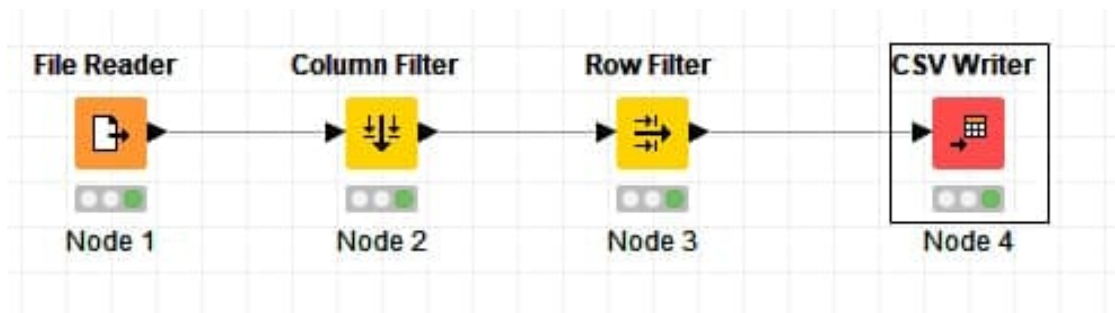 File Reader
Column Filter
Row Filter
CSV Writer
Node 1
Node 2
Node 3
Node 4